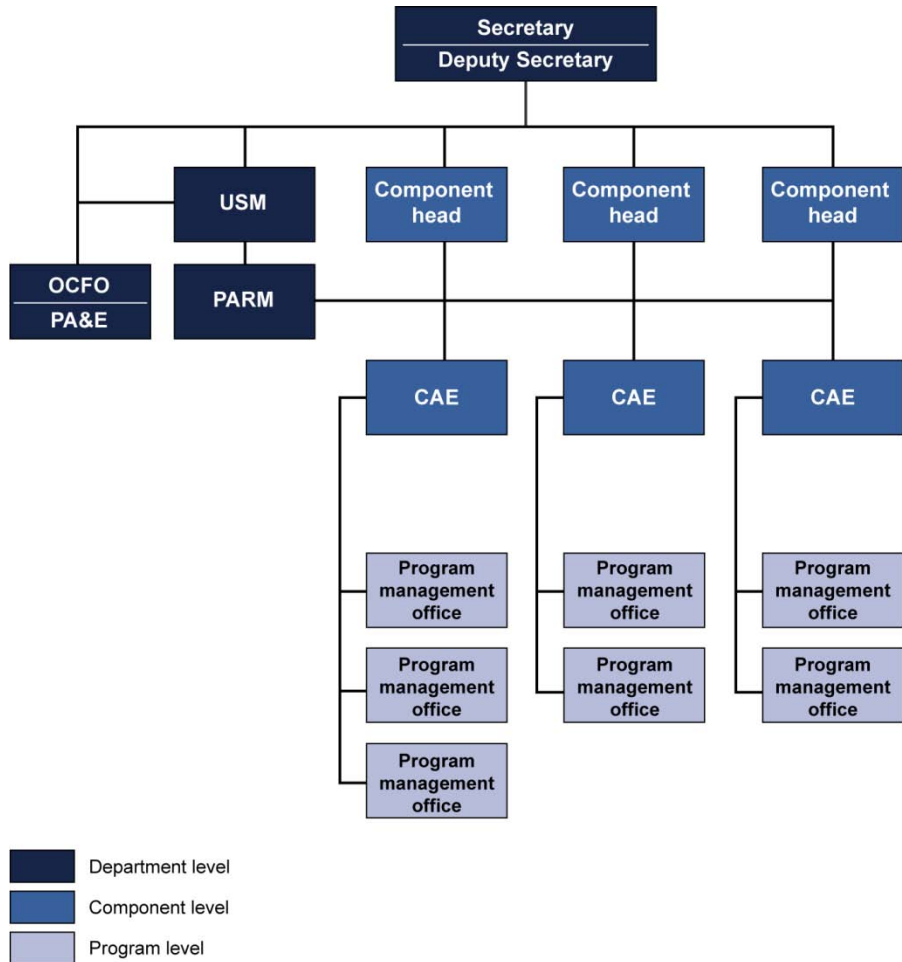 Secretary
Deputy Secretary
USM
Component
head
Component
head
Component
head
OCFO
PA&E
PARM
CAE
CAE
CAE
Program
management
office
Program
management
office
Program
management
office
Program
management
office
Program
management
office
Program
management
office
Program
management
office
Department level
Component level
Program level